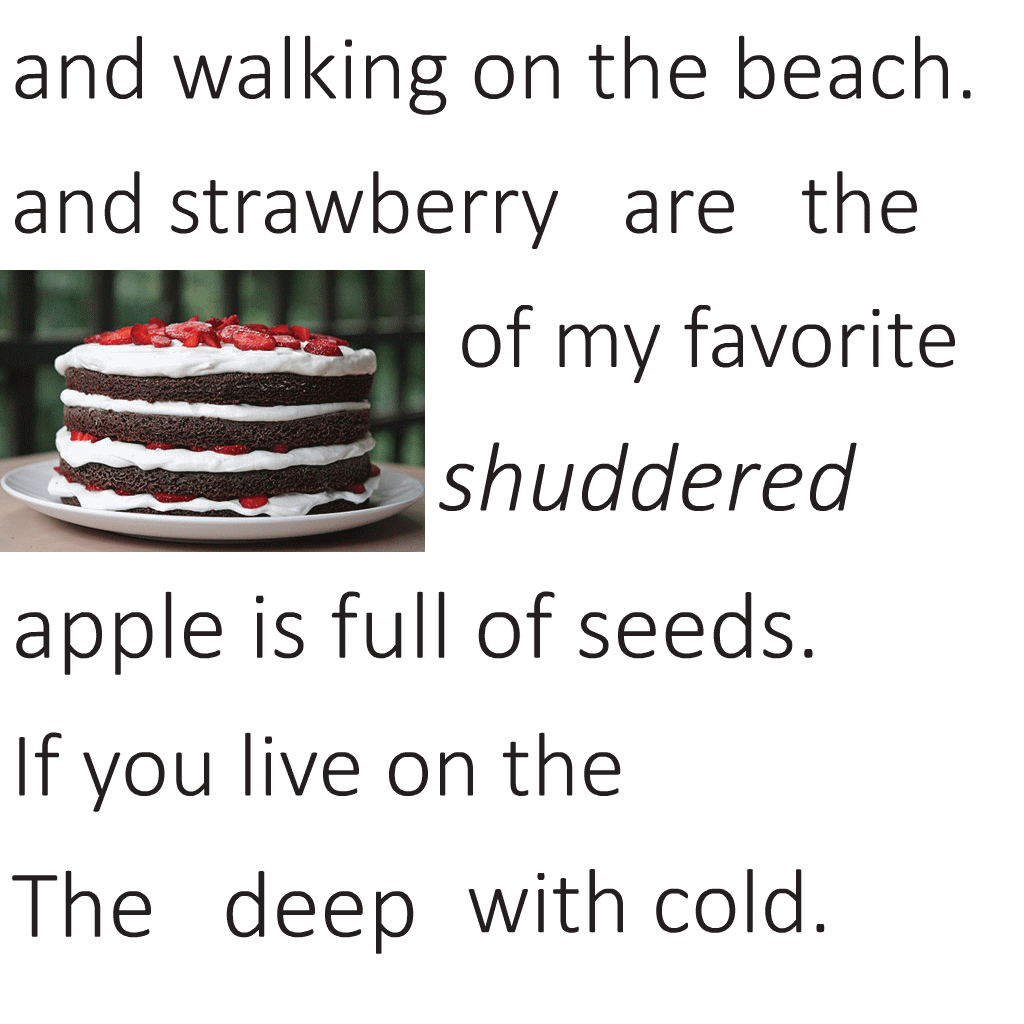 and walking on the beach.
and strawberry are the
of my favorite
shuddered
apple is full of seeds.
If you live on the
The deep with cold.